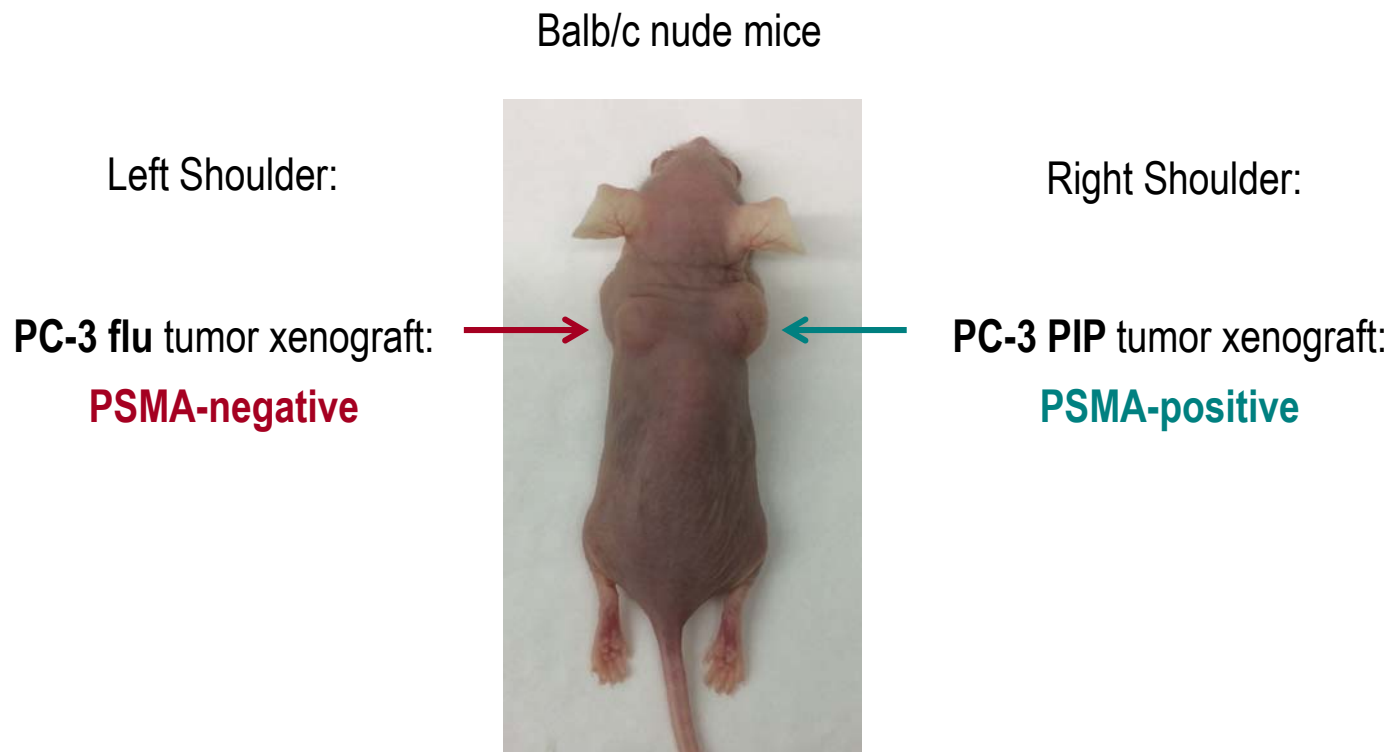 Balb/c nude mice
Left Shoulder:
PC-3 flu tumor xenograft:
PSMA-negative
Right Shoulder:
PC-3 PIP tumor xenograft:
PSMA-positive